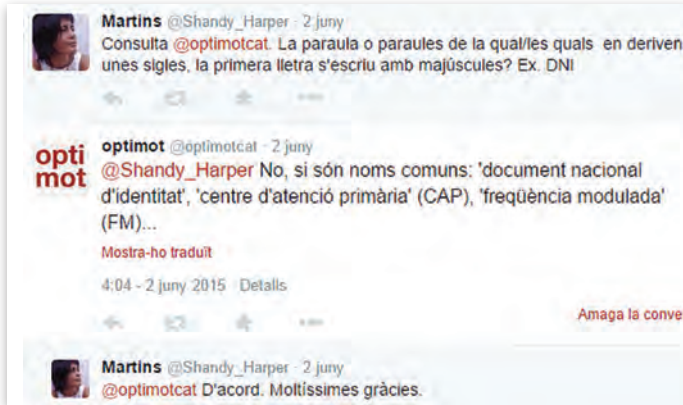 Martins @Shandy_Harper · 2 juny
Consulta @optimotcat. La paraula o paraules de la qual/les quals en deriven
unes sigles, la primera lletra s'escriu amb majúscules? Ex. DNI
opti
mot
optimot @optimotcat · 2 juny
@Shandy_Harper No, si són noms comuns: 'document nacional
d'identitat', 'centre d'atenció primària' (CAP), 'freqüència modulada'
(FM)...
Mostra-ho traduït
4:04 - 2 juny 2015 · Detalls
Amaga la conve
Martins @Shandy_Harper · 2 juny
@optimotcat D'acord. Moltíssimes gràcies.